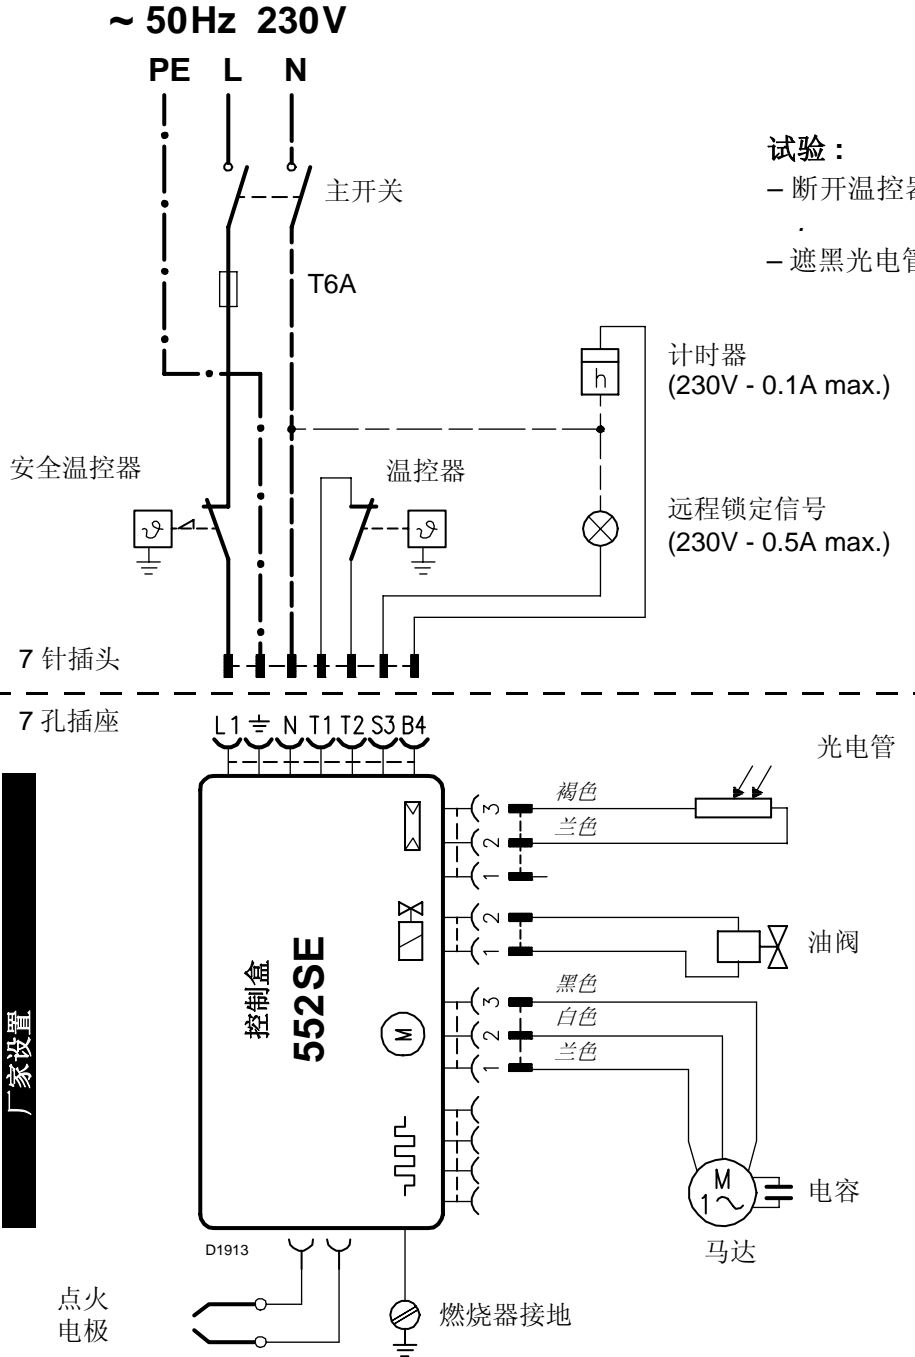 ~ 50Hz 230V
PE L N
主开关
试验 :
– 断开温控器
.
– 遮黑光电管
T6A
计时器
(230V - 0.1A max.)
h
安全温控器
温控器
远程锁定信号
(230V - 0.5A max.)
ϑ
ϑ
7 针插头
7 孔插座
L1 N T1 T2 S3 B4
光电管
3 褐色
2 兰色
1
2
1
油阀
控制盒
552SE
厂家设置
M
3 黑色
2 白色
1 兰色
M
1~
电容
马达
D1913
点火
电极
燃烧器接地